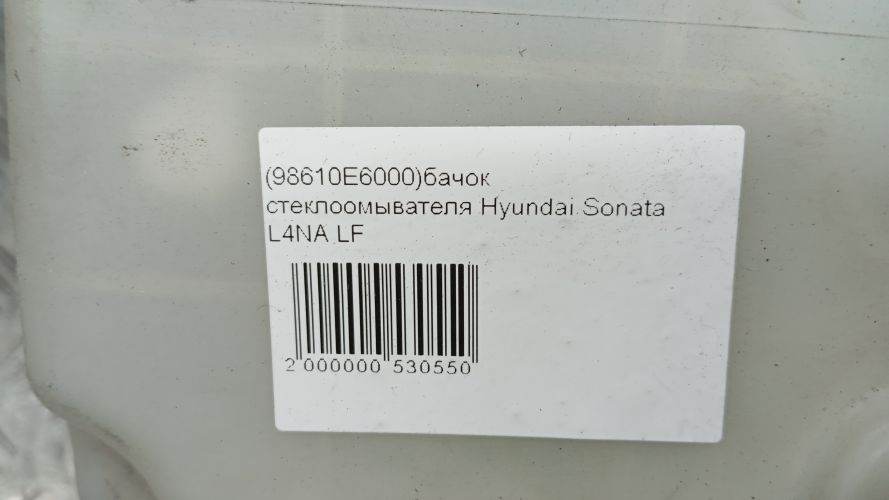 (98610E6000)бачок
стеклоомывателя Hyundai Sonata
L4NA LF
2 000000 530550